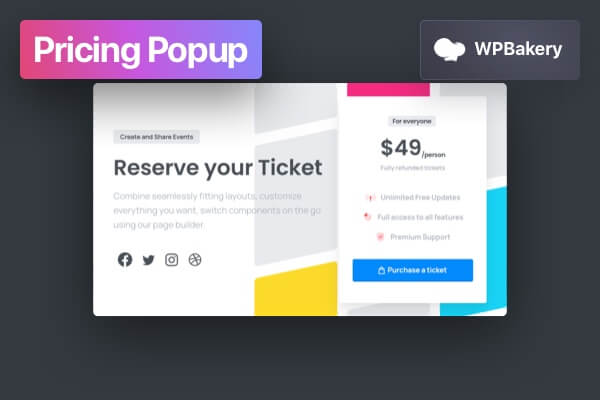 Pricing Popup
WPBakery
Create and Share Events
Reserve your Ticket
Combine seamlessly fitting layouts, customize
everything you want, switch components on the go
using our page builder.
For everyone
$49/person
Fully refunded tickets
Unlimited Free Updates
Full access to all features
Premium Support
Purchase a ticket